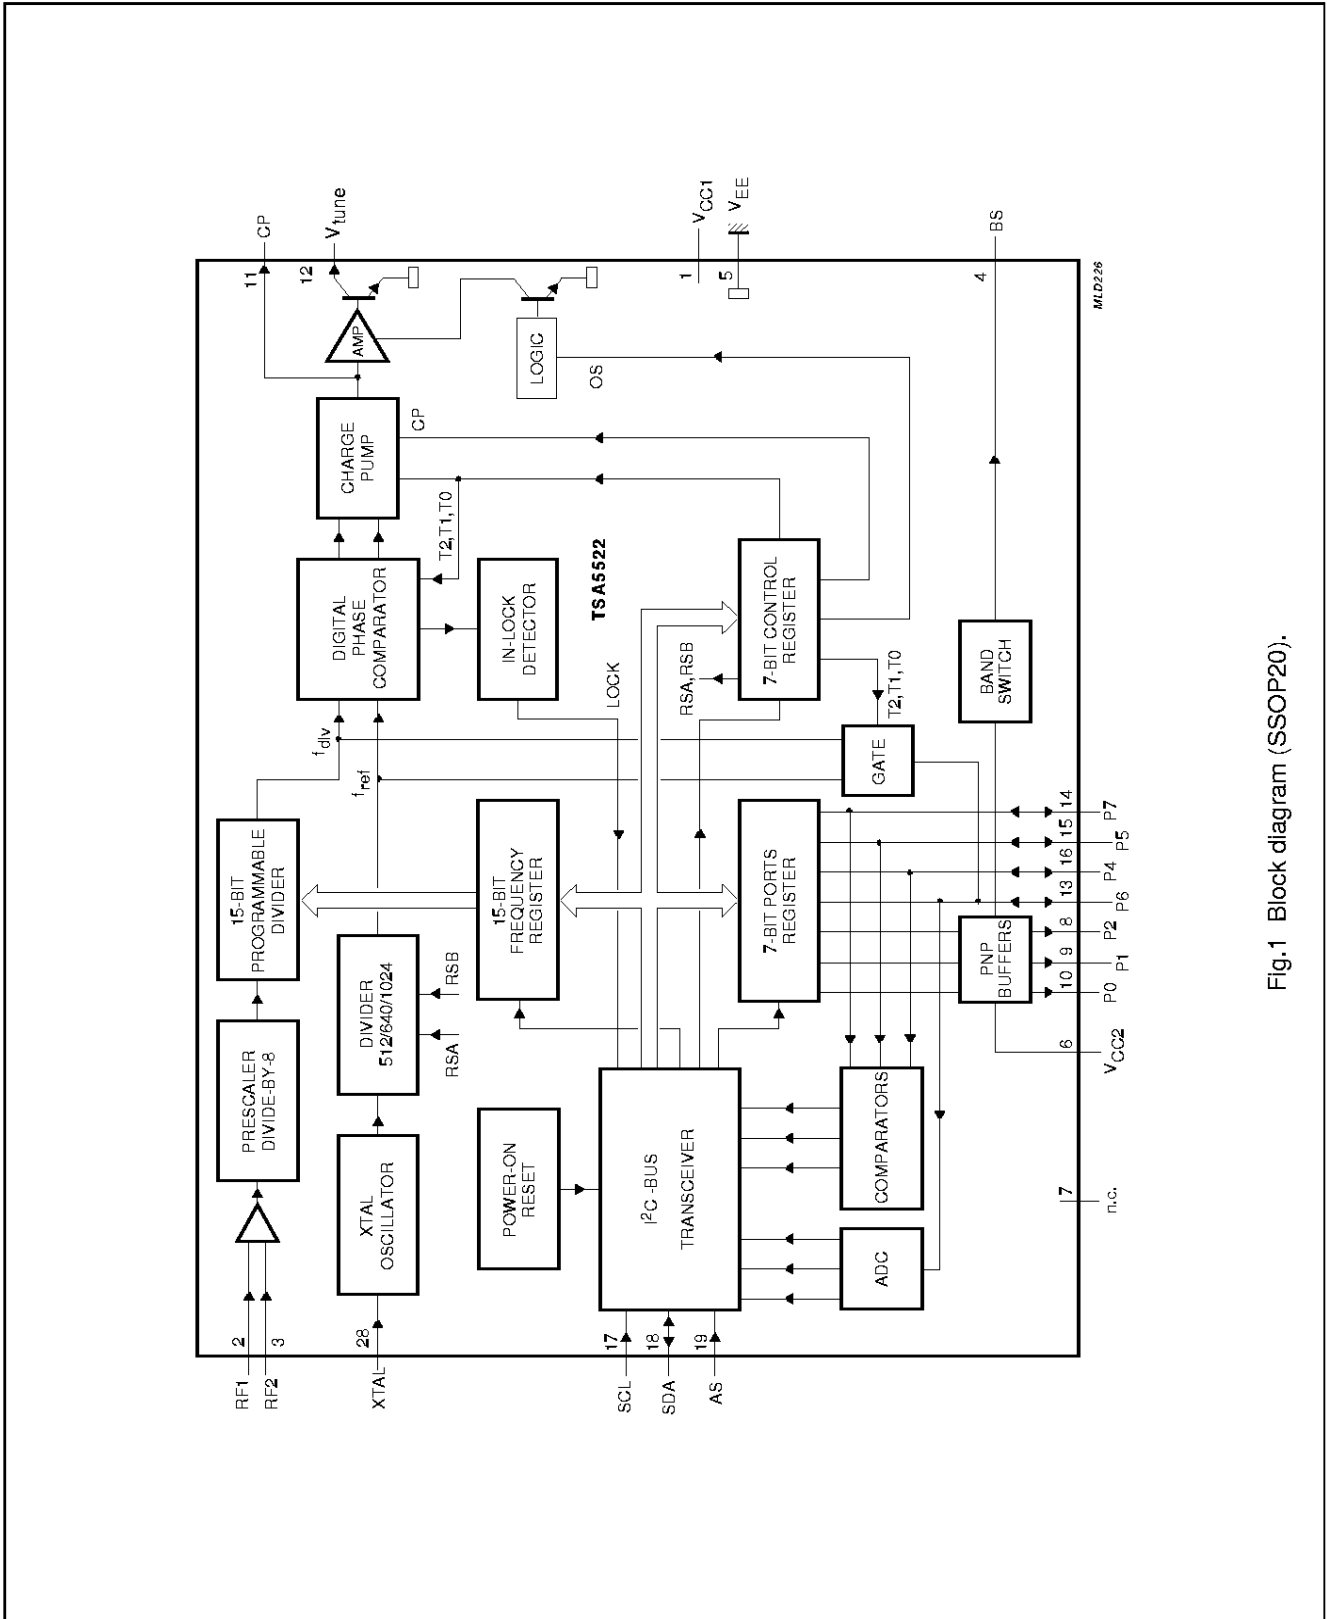 RF1
2
RF2
3
PRESCALER
DIVIDE-BY-8
15-BIT
PROGRAMMABLE
DIVIDER
fdiv
DIGITAL
PHASE
COMPARATOR
CHARGE
PUMP
AMP
11
CP
12
Vtune
XTAL
28
XTAL
OSCILLATOR
DIVIDER
512/640/1024
RSA
RSB
fref
T2,T1,T0
CP
POWER-ON
RESET
15-BIT
FREQUENCY
REGISTER
IN-LOCK
DETECTOR
LOGIC
OS
LOCK
TSA5522
SCL
17
SDA
18
AS
19
I2C -BUS
TRANSCEIVER
RSA,RSB
7-BIT PORTS
REGISTER
7-BIT CONTROL
REGISTER
1
VCC1
5
VEE
T2,T1,T0
GATE
ADC
COMPARATORS
PNP
BUFFERS
BAND
SWITCH
4
BS
7
6
10
9
8
13
16
15
14
n.c.
VCC2
P0
P1
P2
P6
P4
P5
P7
MLD226
Fig.1 Block diagram (SSOP20).